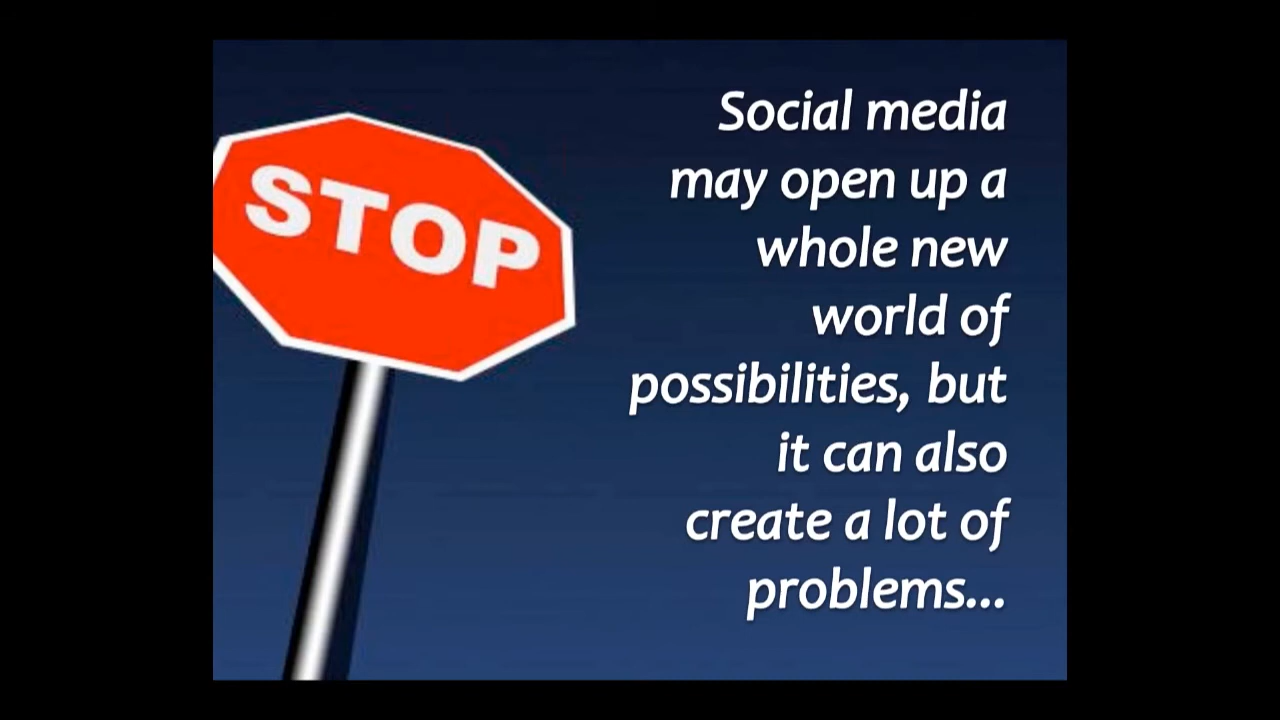 STOP
Social media
may open up a
whole new
world of
possibilities, but
it can also
create a lot of
problems...